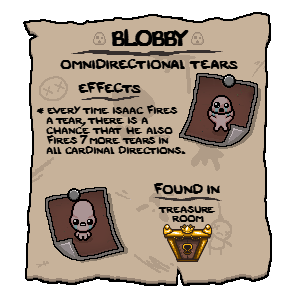 BLOBBY
OMNIDIRECTIONAL TEARS
EFFECTS
* EVERY TIME ISAAC FIRES
A TEAR, THERE IS A
CHANCE THAT HE ALSO
FIRES 7 MORE TEARS IN
ALL CARDINAL DIRECTIONS.
FOUND IN
TREASURE
ROOM